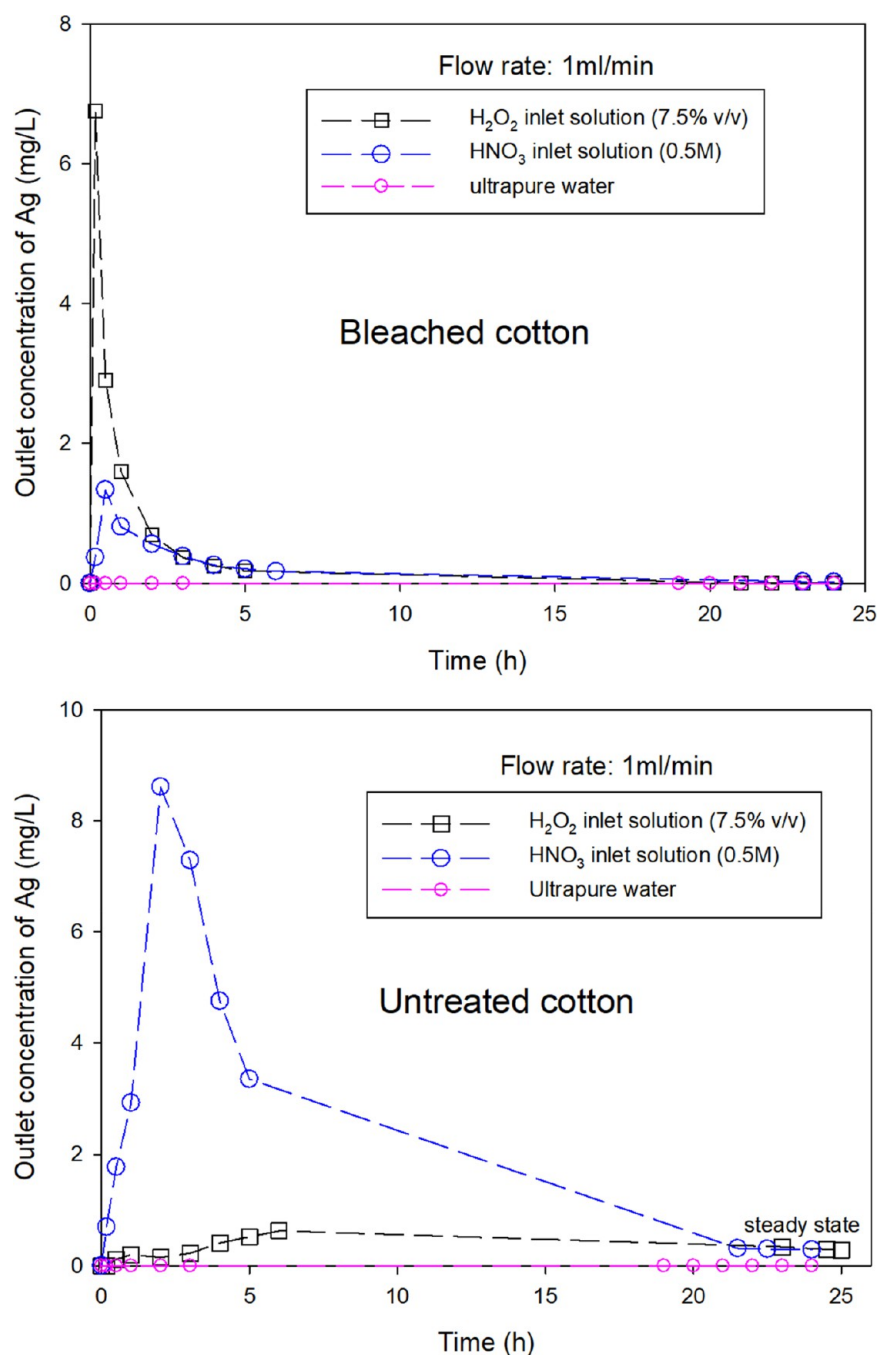 8
6
4
2
0
Outlet concentration of Ag (mg/L)
Flow rate: 1ml/min
H₂O₂ inlet solution (7.5% v/v)
HNO₃ inlet solution (0.5M)
ultrapure water
Bleached cotton
0 5 10 15 20 25
Time (h)
10
8
6
4
2
0
Outlet concentration of Ag (mg/L)
Flow rate: 1ml/min
H₂O₂ inlet solution (7.5% v/v)
HNO₃ inlet solution (0.5M)
Ultrapure water
Untreated cotton
steady state
0 5 10 15 20 25
Time (h)